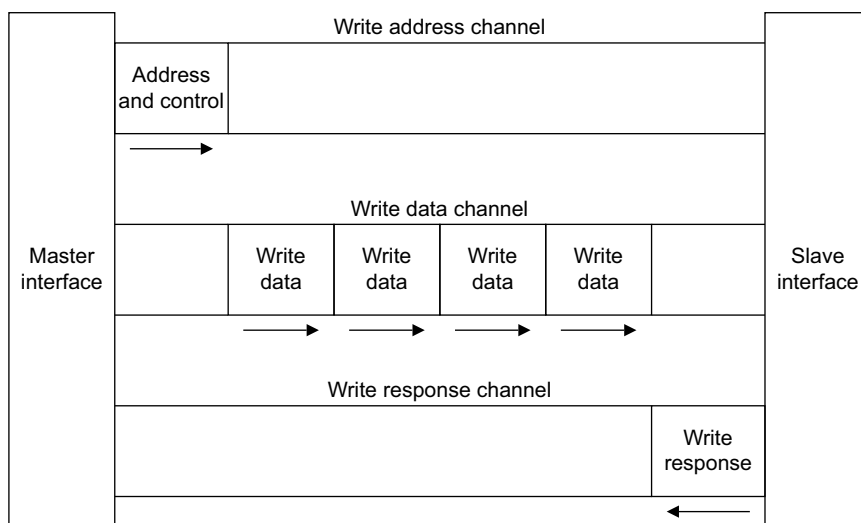 Write address channel
Address
and control
Write data channel
Master
interface
Write
data
Write
data
Write
data
Write
data
Slave
interface
Write response channel
Write
response